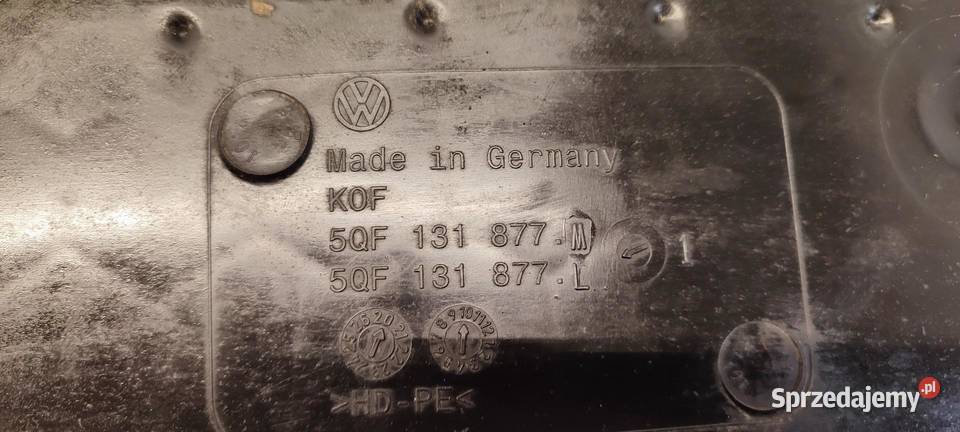 Made in Germany
KOF
5QF 131 877.M
1
5QF 131 877.L
>HD-PE<
Sprzedajemy.pl